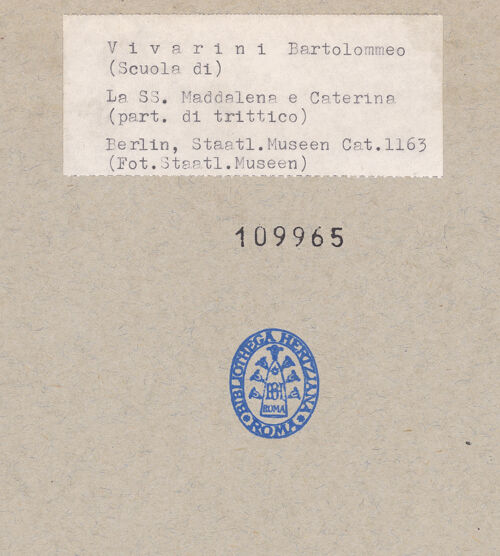 Vivarini Bartolommeo
(Scuola di)
La SS. Maddalena e Caterina
(part. di trittico)
Berlin, Staatl.Museen Cat.1163
(Fot.Staatl.Museen)
109965
BIBLIOTHECA HERTZIANA
BH
ROMA
ROMA